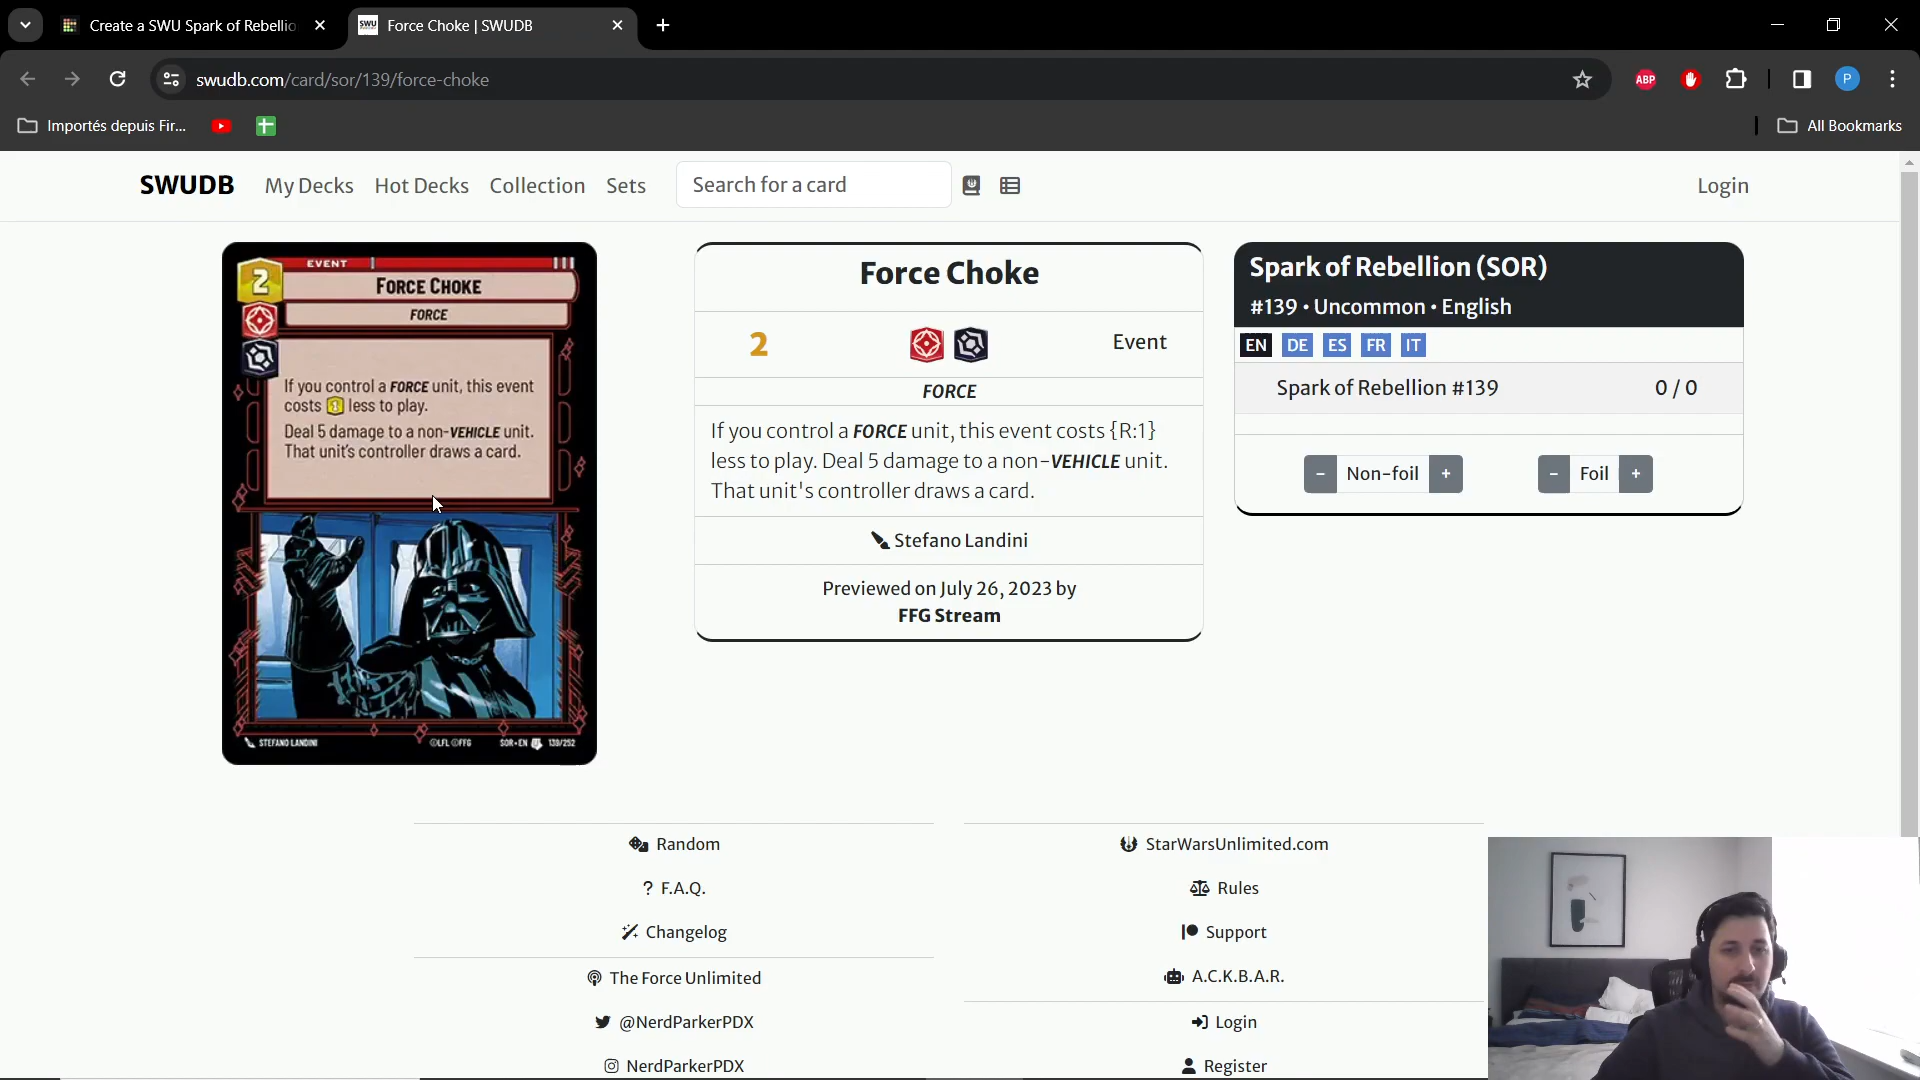 Create a SWU Spark of Rebellio
Force Choke | SWUDB
swudb.com/card/sor/139/force-choke
ABP
P
Importés depuis Fir...
All Bookmarks
SWUDB
My Decks
Hot Decks
Collection
Sets
Search for a card
Login
EVENT
2
FORCE CHOKE
FORCE
If you control a FORCE unit, this event
costs 1 less to play.
Deal 5 damage to a non-VEHICLE unit.
That unit's controller draws a card.
STEFANO LANDINI
©LFL ©FFG
SOR•EN
139/252
Force Choke
2
Event
FORCE
If you control a FORCE unit, this event costs {R:1}
less to play. Deal 5 damage to a non-VEHICLE unit.
That unit's controller draws a card.
Stefano Landini
Previewed on July 26, 2023 by
FFG Stream
Spark of Rebellion (SOR)
#139 • Uncommon • English
EN DE ES FR IT
Spark of Rebellion #139
0 / 0
- Non-foil +
- Foil +
Random
? F.A.Q.
Changelog
The Force Unlimited
@NerdParkerPDX
NerdParkerPDX
StarWarsUnlimited.com
Rules
Support
A.C.K.B.A.R.
Login
Register